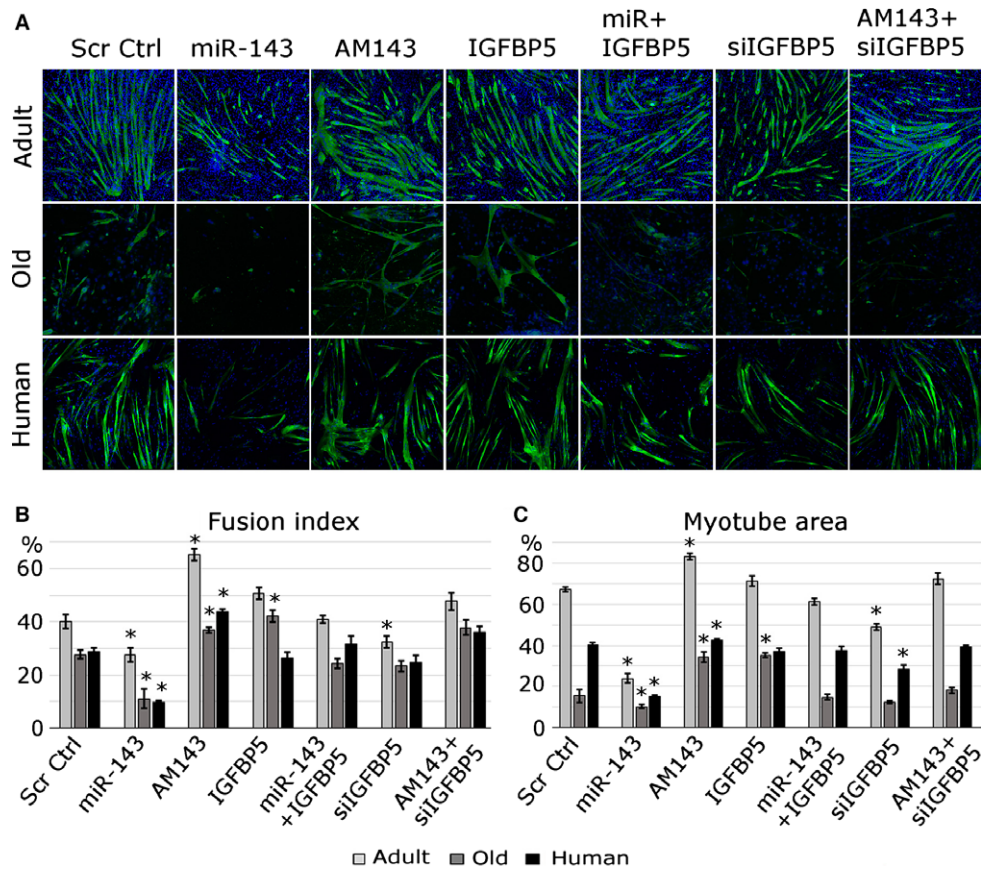 A
Scr Ctrl miR-143 AM143 IGFBP5 miR+ IGFBP5 siIGFBP5 AM143+ siIGFBP5
Adult
Old
Human
B Fusion index
%
60
40
20
0
Scr Ctrl
miR-143
AM143
IGFBP5
miR-143
+IGFBP5
siIGFBP5
AM143+
siIGFBP5
* * * * * * * *
C Myotube area
%
80
60
40
20
0
Scr Ctrl
miR-143
AM143
IGFBP5
miR-143
+IGFBP5
siIGFBP5
AM143+
siIGFBP5
* * * * * * * * *
Adult Old Human